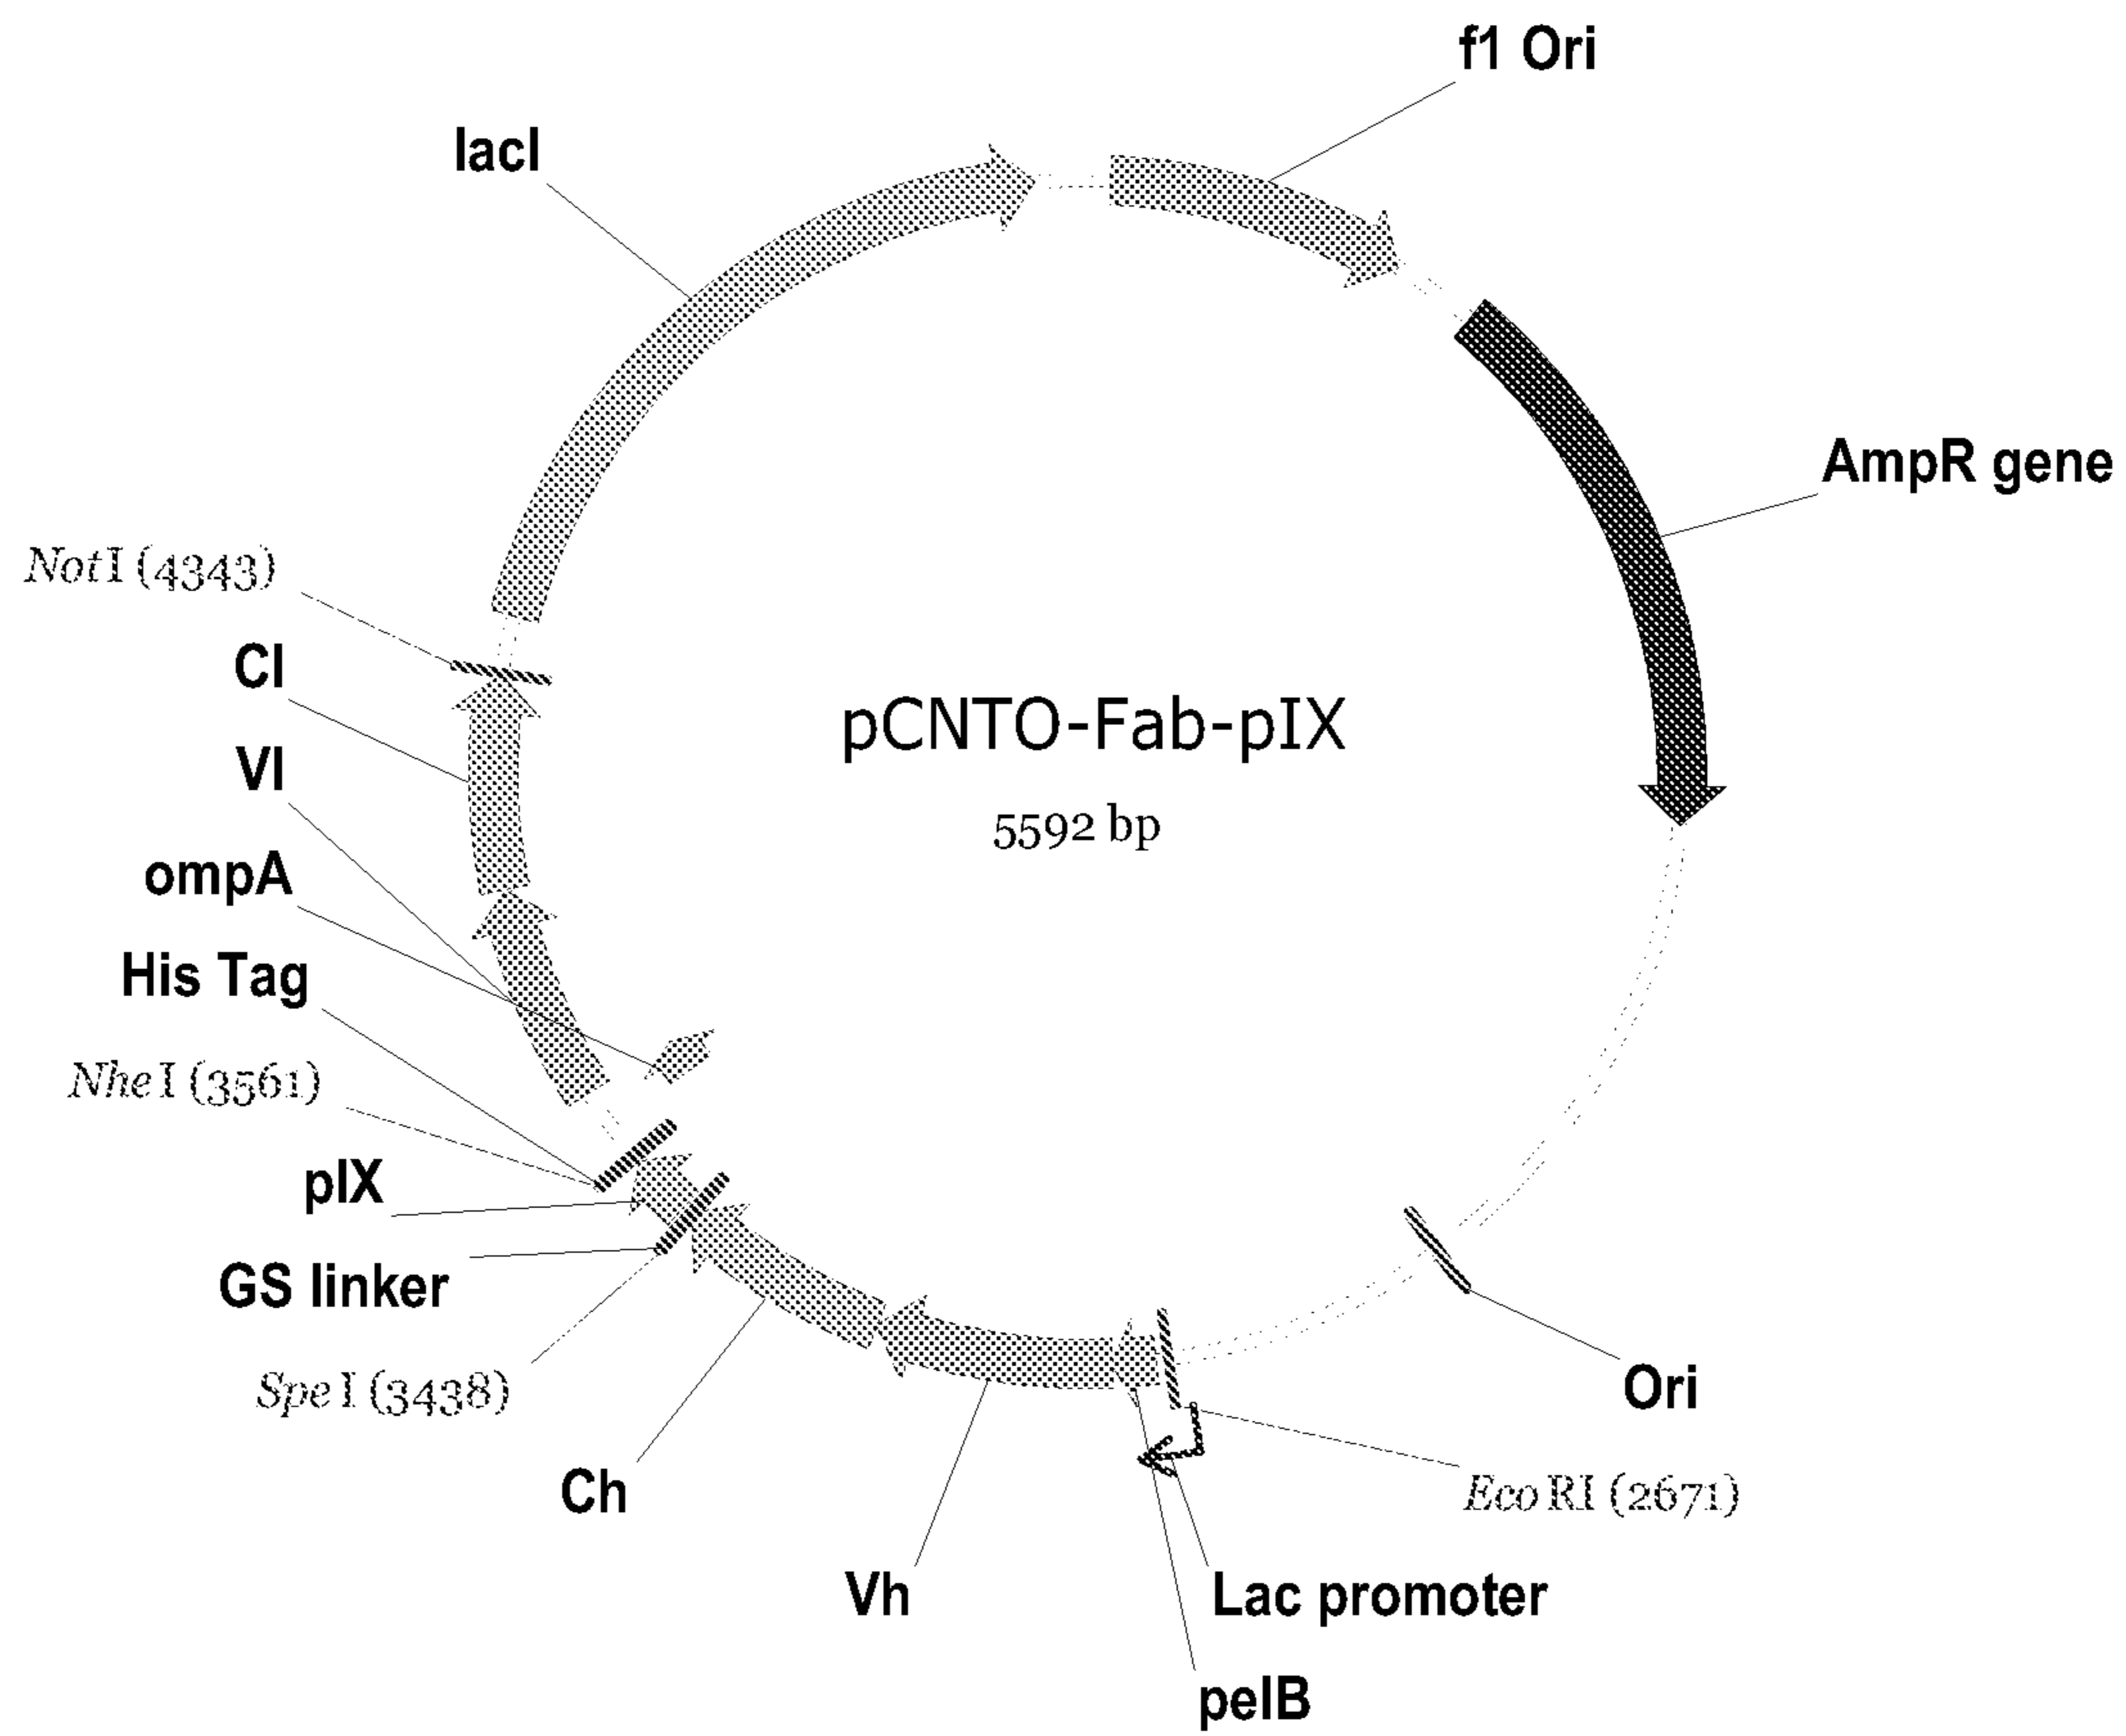 f1 Ori
lacI
AmpR gene
NotI (4343)
Cl
Vl
ompA
His Tag
NheI (3561)
pIX
GS linker
SpeI (3438)
Ch
Vh
pelB
Lac promoter
EcoRI (2671)
Ori
pCNTO-Fab-pIX
5592 bp